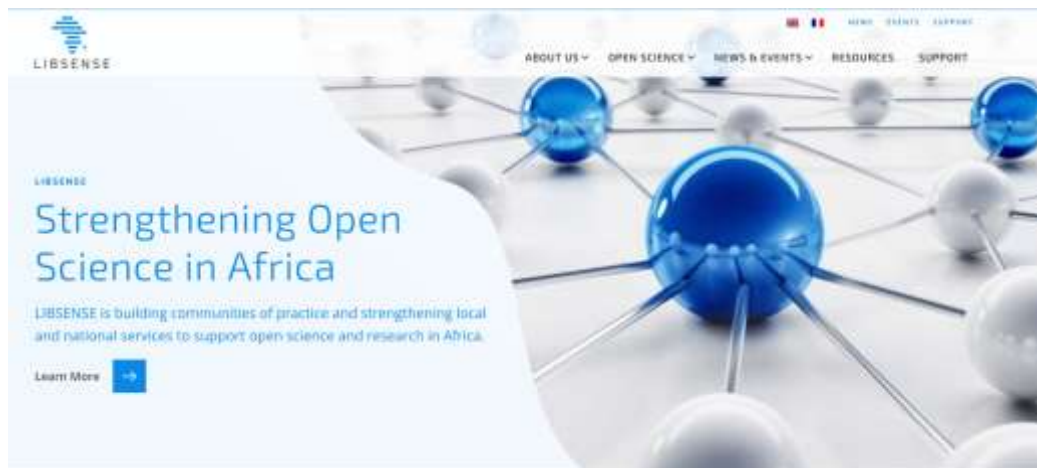 NEWS EVENTS SUPPORT
LIBSENSE
ABOUT US OPEN SCIENCE NEWS & EVENTS RESOURCES SUPPORT
LIBSENSE
Strengthening Open
Science in Africa
LIBSENSE is building communities of practice and strengthening local
and national services to support open science and research in Africa.
Learn More